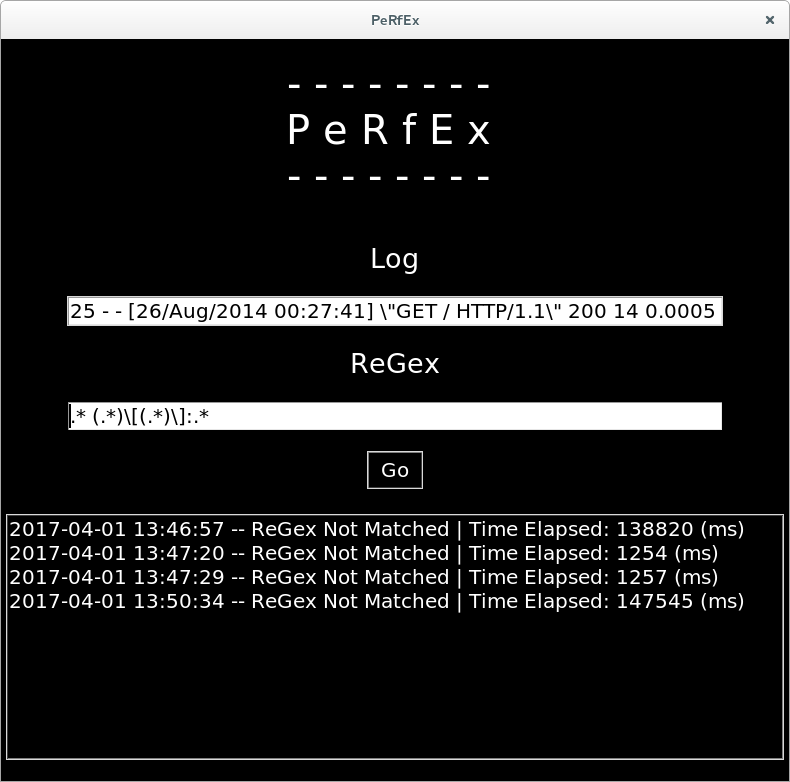 PeRfEx
- - - - - - - -
P e R f E x
- - - - - - - -
Log
25 - - [26/Aug/2014 00:27:41] \"GET / HTTP/1.1\" 200 14 0.0005
ReGex
.* (.*)\[(.*)\]:.*
Go
2017-04-01 13:46:57 -- ReGex Not Matched | Time Elapsed: 138820 (ms)
2017-04-01 13:47:20 -- ReGex Not Matched | Time Elapsed: 1254 (ms)
2017-04-01 13:47:29 -- ReGex Not Matched | Time Elapsed: 1257 (ms)
2017-04-01 13:50:34 -- ReGex Not Matched | Time Elapsed: 147545 (ms)